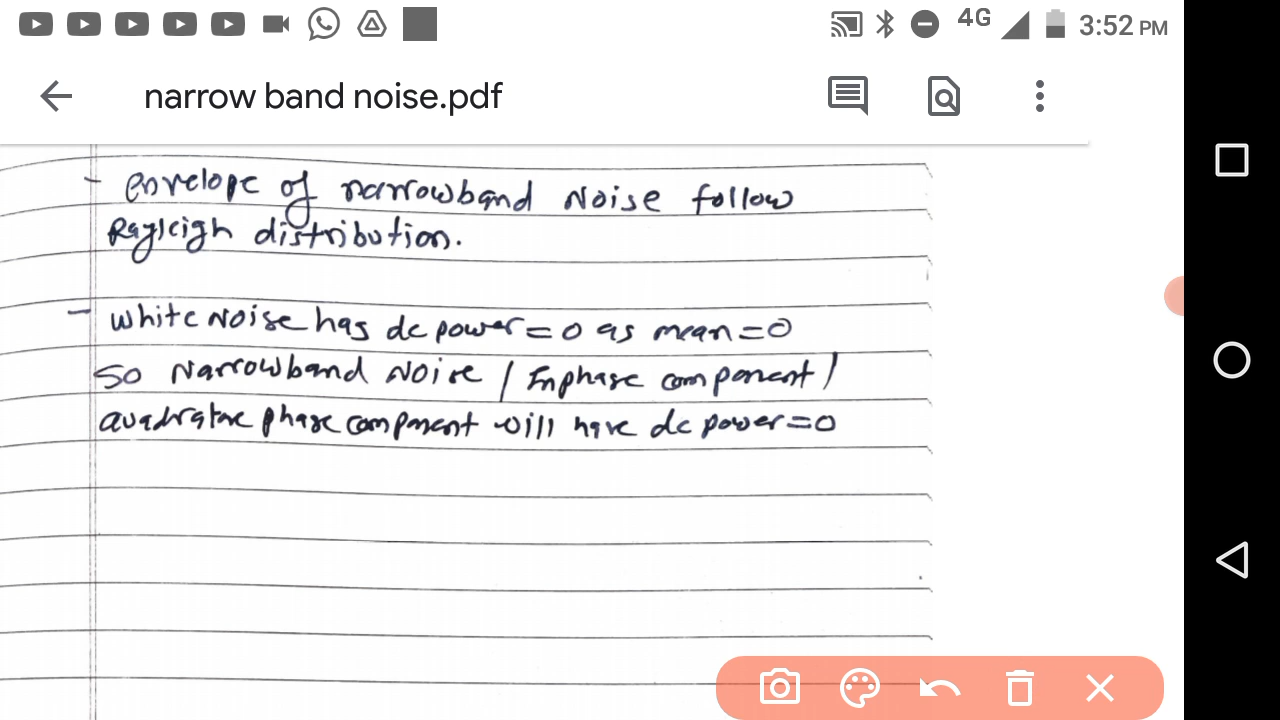 4G 3:52 PM
narrow band noise.pdf
- envelope of narrowband Noise follow
Rayleigh distribution.
- white Noise has dc power = 0 as mean = 0
so Narrowband Noise / Inphase component /
Quadrature phase component will have dc power = 0